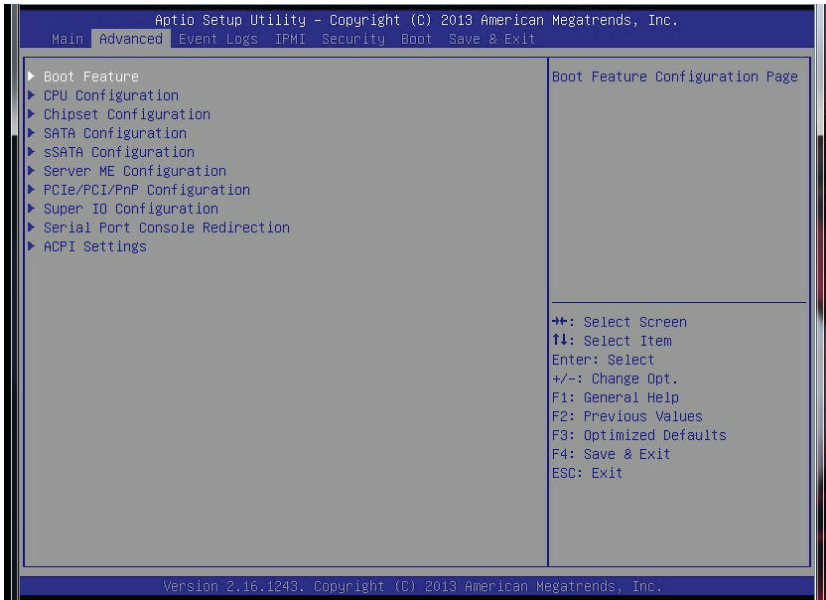 Aptio Setup Utility – Copyright (C) 2013 American Megatrends, Inc.
Main Advanced Event Logs IPMI Security Boot Save & Exit
Boot Feature
CPU Configuration
Chipset Configuration
SATA Configuration
sSATA Configuration
Server ME Configuration
PCIe/PCI/PnP Configuration
Super IO Configuration
Serial Port Console Redirection
ACPI Settings
Boot Feature Configuration Page
→←: Select Screen
↑↓: Select Item
Enter: Select
+/-: Change Opt.
F1: General Help
F2: Previous Values
F3: Optimized Defaults
F4: Save & Exit
ESC: Exit
Version 2.16.1243. Copyright (C) 2013 American Megatrends, Inc.